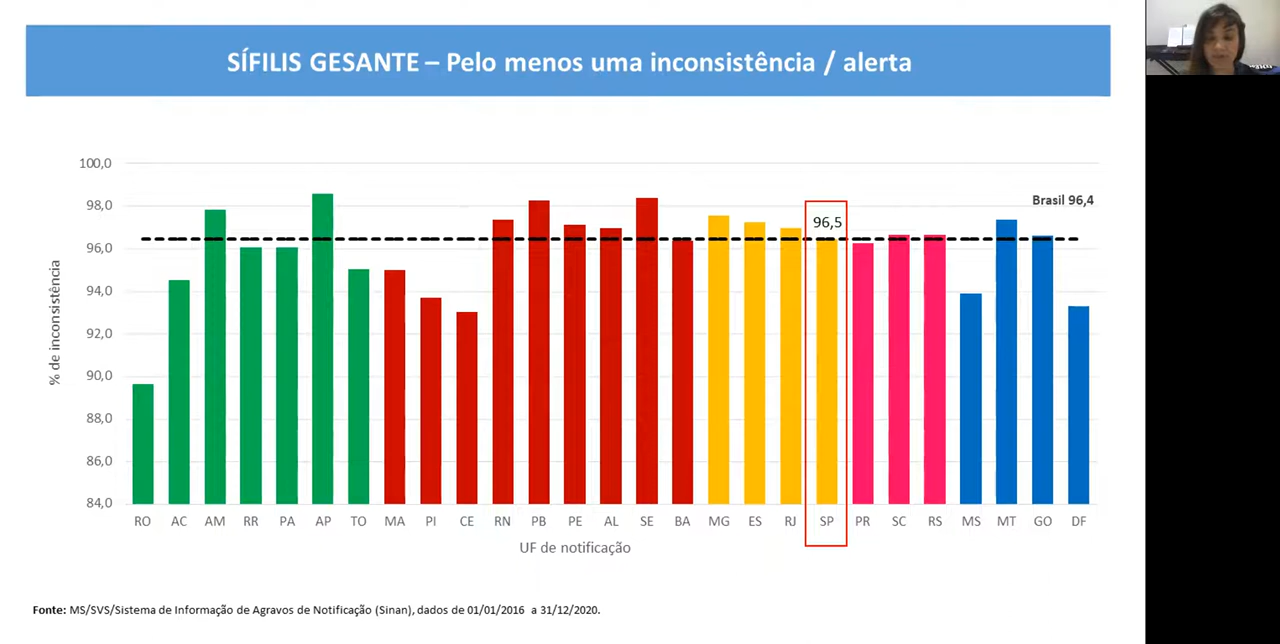 SÍFILIS GESANTE – Pelo menos uma inconsistência / alerta
100,0
98,0
96,0
94,0
92,0
90,0
88,0
86,0
84,0
% de inconsistência
Brasil 96,4
96,5
RO AC AM RR PA AP TO MA PI CE RN PB PE AL SE BA MG ES RJ SP PR SC RS MS MT GO DF
UF de notificação
Fonte: MS/SVS/Sistema de Informação de Agravos de Notificação (Sinan), dados de 01/01/2016 a 31/12/2020.